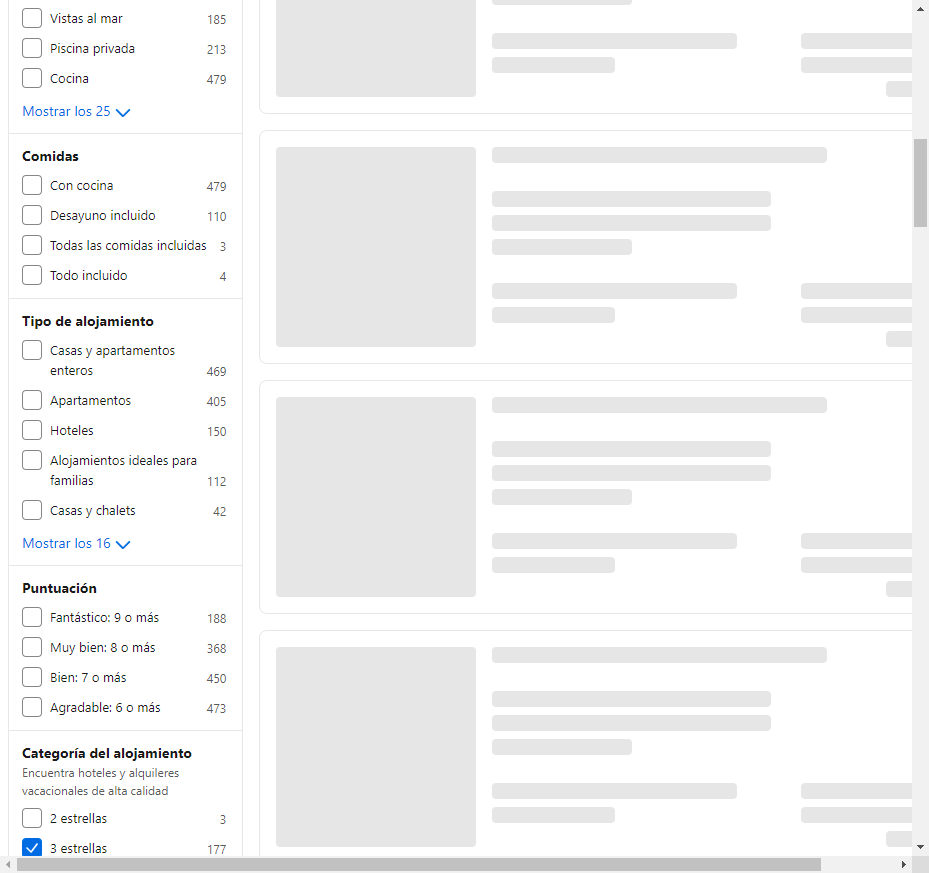 Vistas al mar 185
Piscina privada 213
Cocina 479
Mostrar los 25
Comidas
Con cocina 479
Desayuno incluido 110
Todas las comidas incluidas 3
Todo incluido 4
Tipo de alojamiento
Casas y apartamentos
enteros 469
Apartamentos 405
Hoteles 150
Alojamientos ideales para
familias 112
Casas y chalets 42
Mostrar los 16
Puntuación
Fantástico: 9 o más 188
Muy bien: 8 o más 368
Bien: 7 o más 450
Agradable: 6 o más 473
Categoría del alojamiento
Encuentra hoteles y alquileres
vacacionales de alta calidad
2 estrellas 3
3 estrellas 177